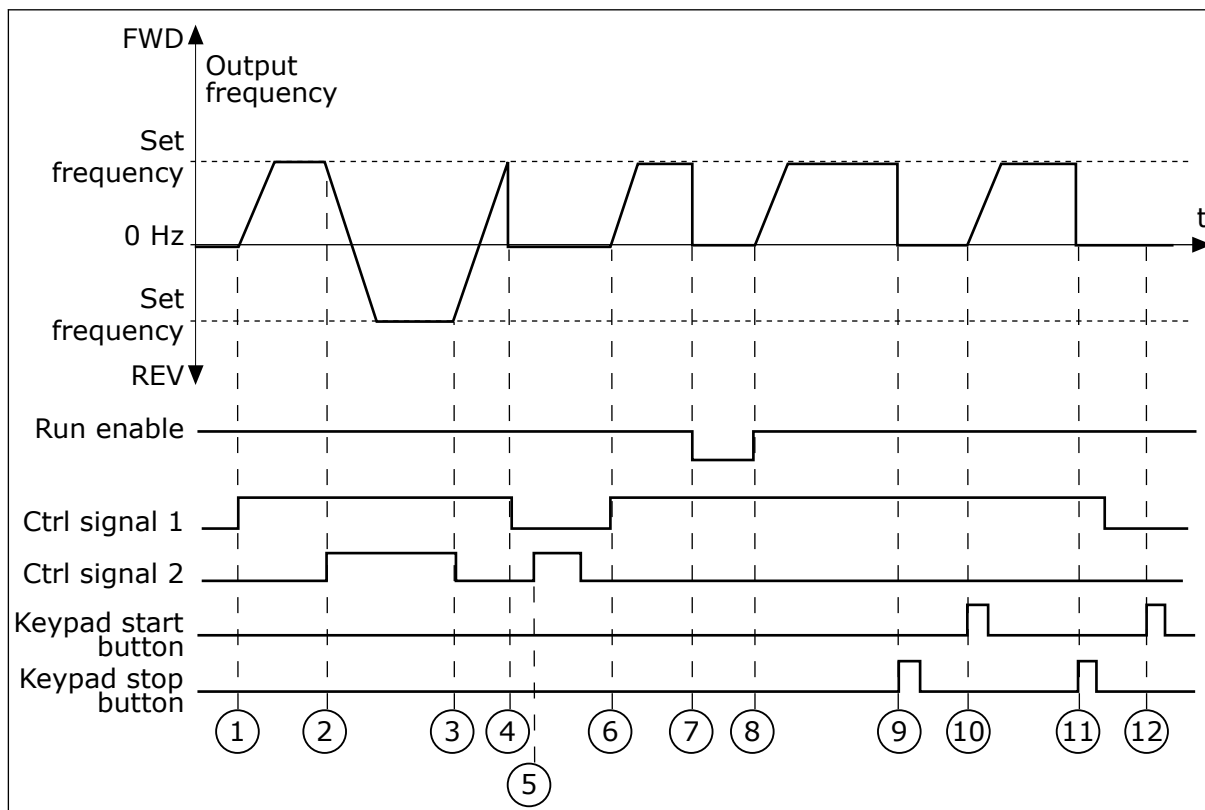 FWD
Output
frequency
Set
frequency
0 Hz
t
Set
frequency
REV
Run enable
Ctrl signal 1
Ctrl signal 2
Keypad start
button
Keypad stop
button
1 2 3 4 6 7 8 9 10 11 12
5